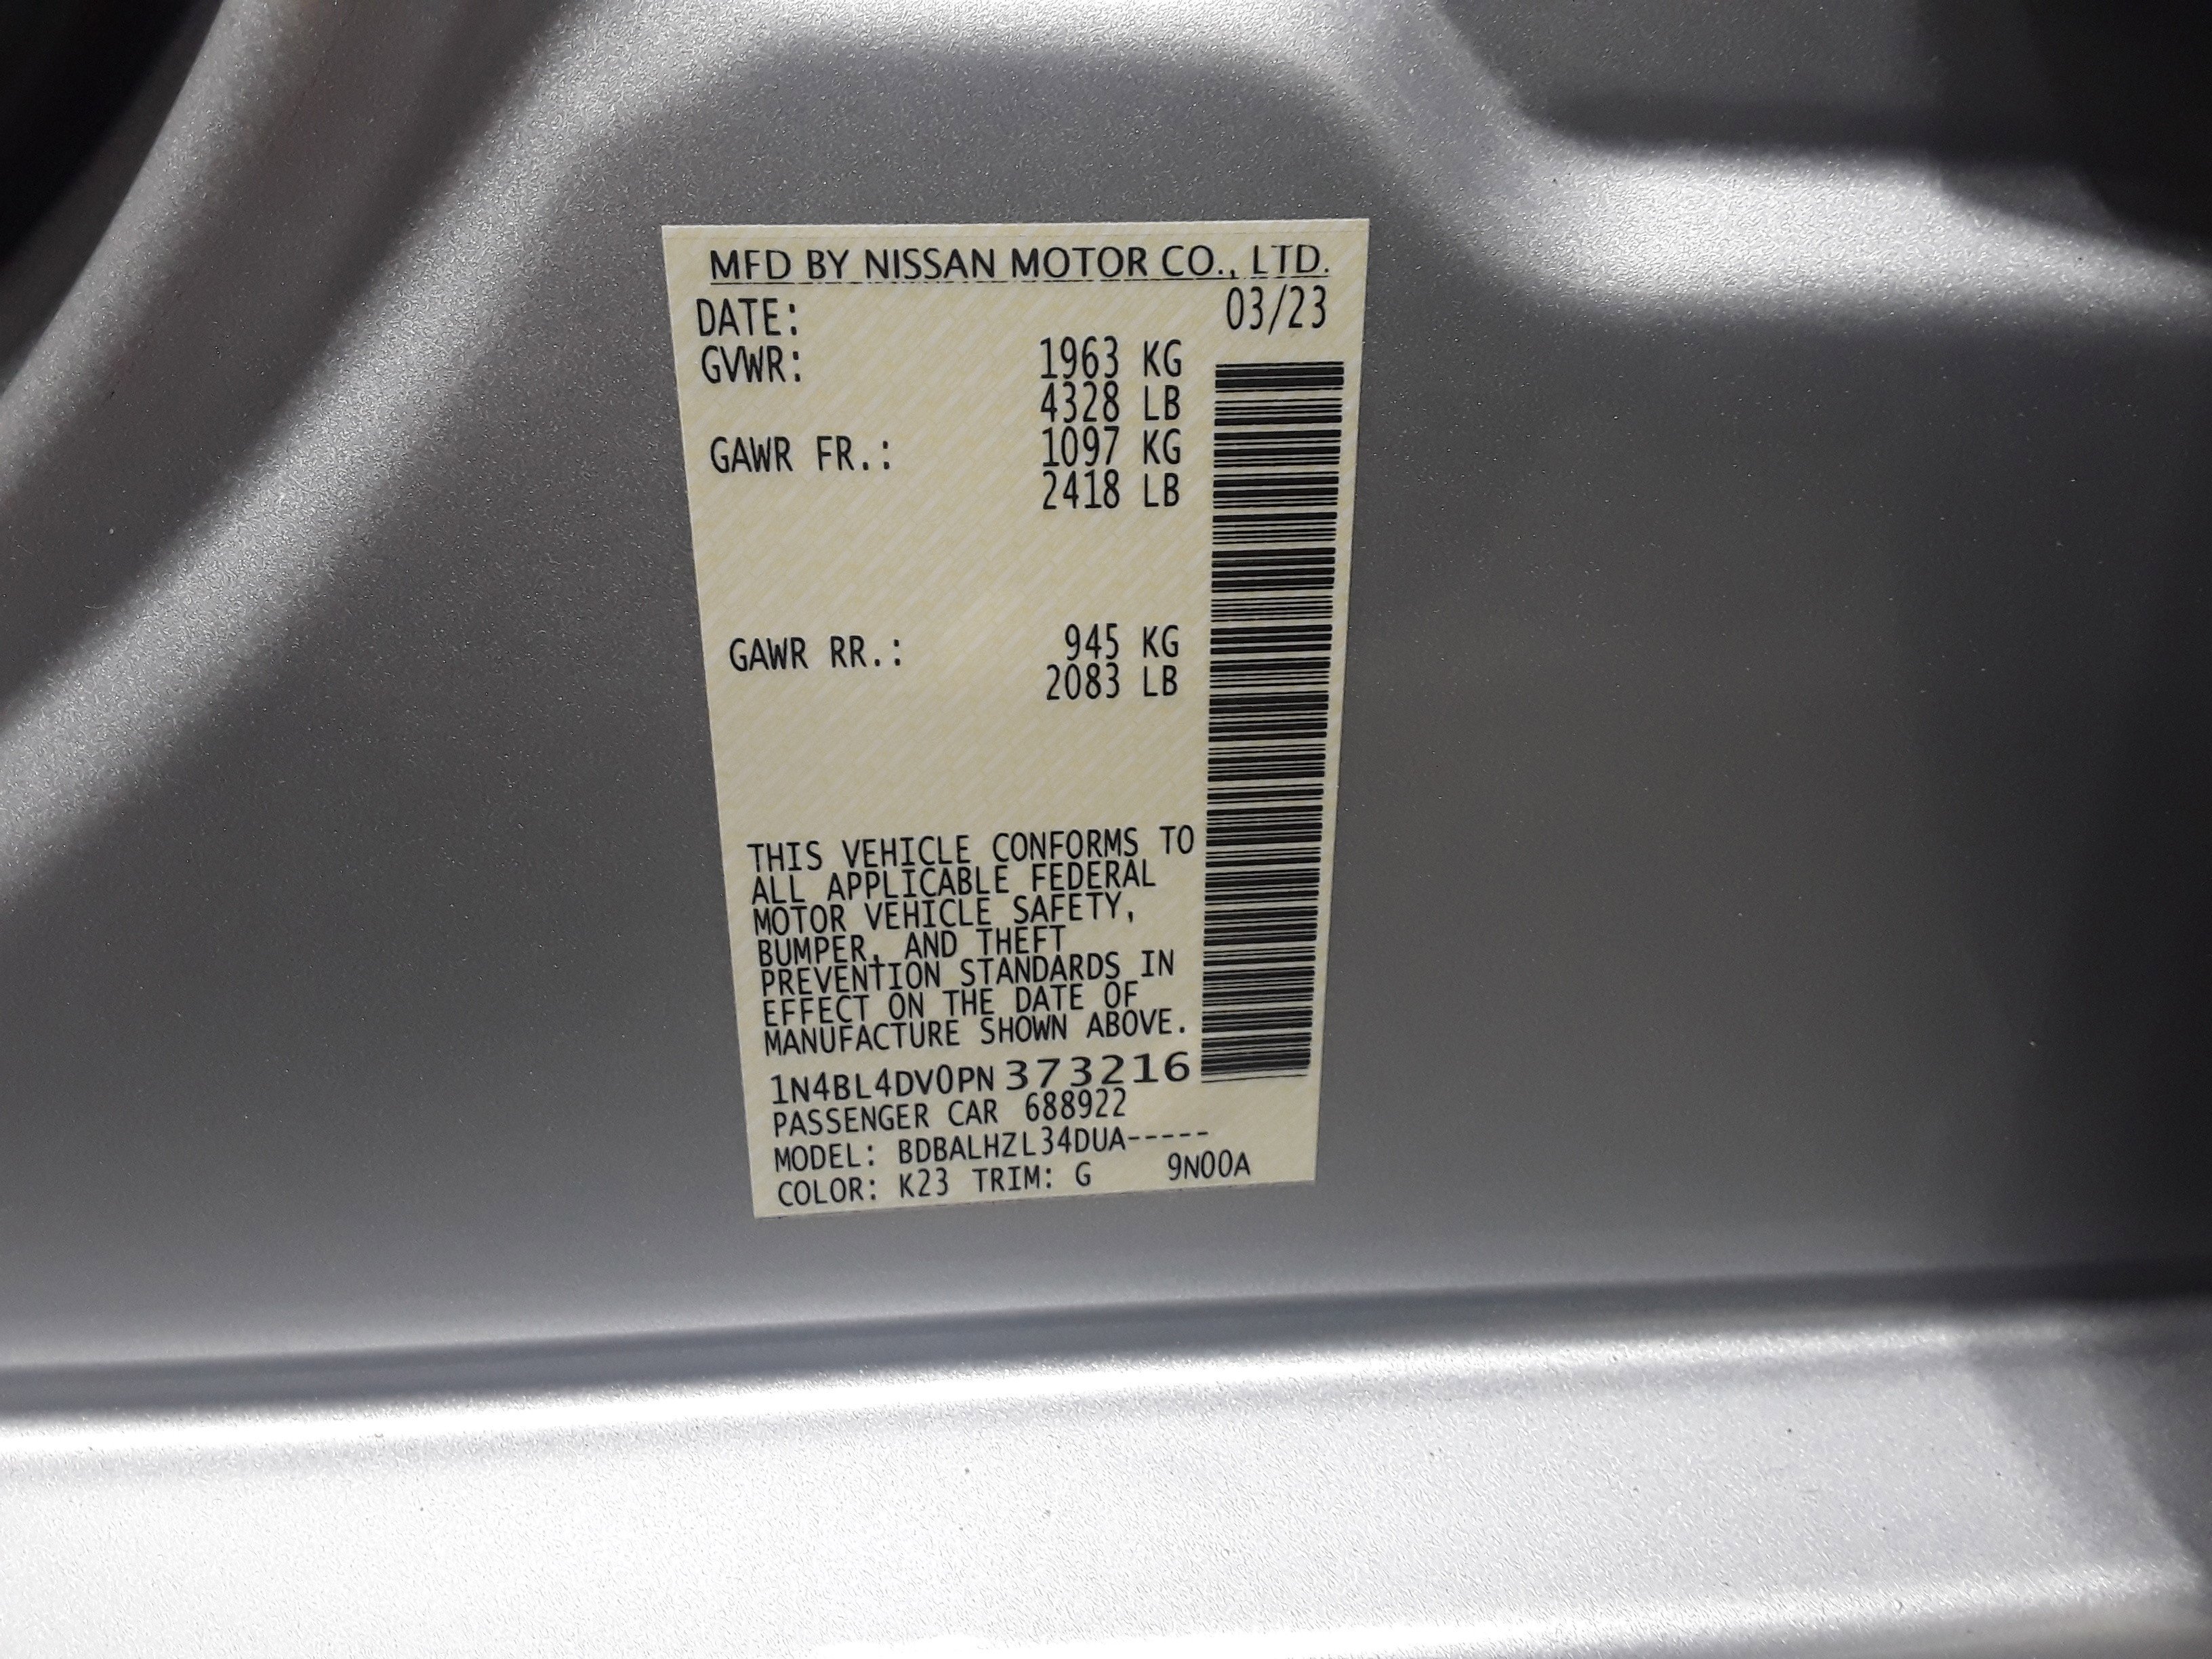 MFD BY NISSAN MOTOR CO., LTD.
DATE: 03/23
GVWR: 1963 KG
4328 LB
GAWR FR.: 1097 KG
2418 LB
GAWR RR.: 945 KG
2083 LB
THIS VEHICLE CONFORMS TO
ALL APPLICABLE FEDERAL
MOTOR VEHICLE SAFETY,
BUMPER, AND THEFT
PREVENTION STANDARDS IN
EFFECT ON THE DATE OF
MANUFACTURE SHOWN ABOVE.
1N4BL4DV0PN373216
PASSENGER CAR 688922
MODEL: BDBALHZL34DUA-----
COLOR: K23 TRIM: G 9N00A